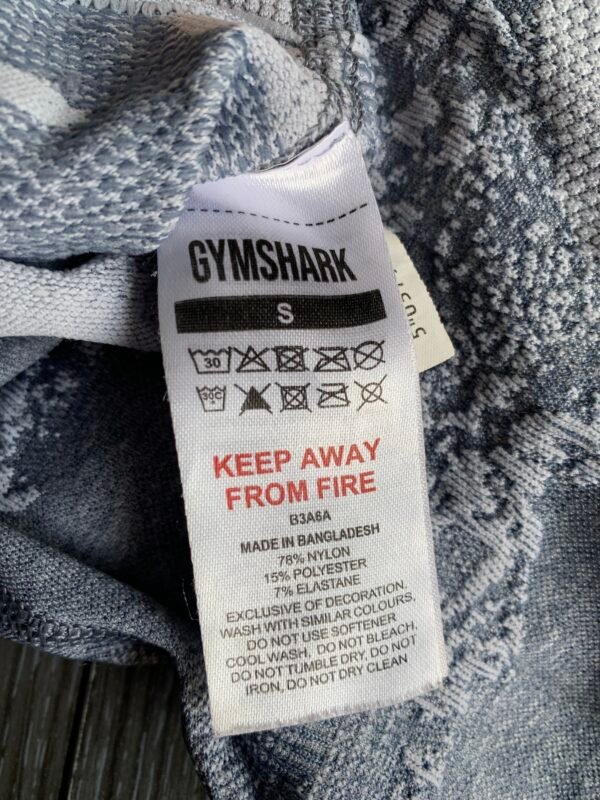 GYMSHARK
S
30
30C
KEEP AWAY
FROM FIRE
B3A6A
MADE IN BANGLADESH
78% NYLON
15% POLYESTER
7% ELASTANE
EXCLUSIVE OF DECORATION.
WASH WITH SIMILAR COLOURS,
DO NOT USE SOFTENER
COOL WASH, DO NOT BLEACH,
DO NOT TUMBLE DRY, DO NOT
IRON, DO NOT DRY CLEAN